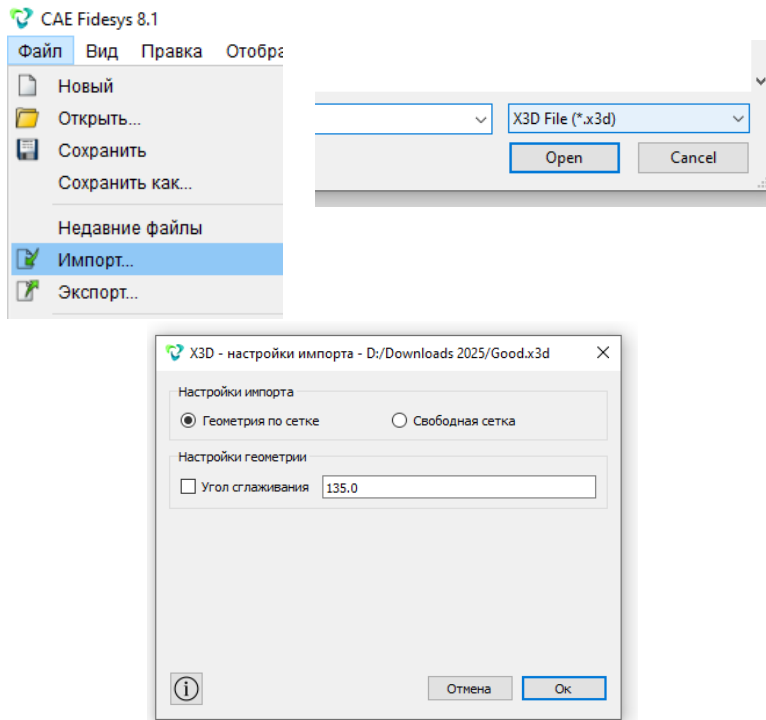 CAE Fidesys 8.1
Файл Вид Правка Отобра
Новый
Открыть...
Сохранить
Сохранить как...
Недавние файлы
Импорт...
Экспорт...
X3D File (*.x3d)
Open Cancel
X3D - настройки импорта - D:/Downloads 2025/Good.x3d
Настройки импорта
Геометрия по сетке Свободная сетка
Настройки геометрии
Угол сглаживания 135.0
Отмена Ок